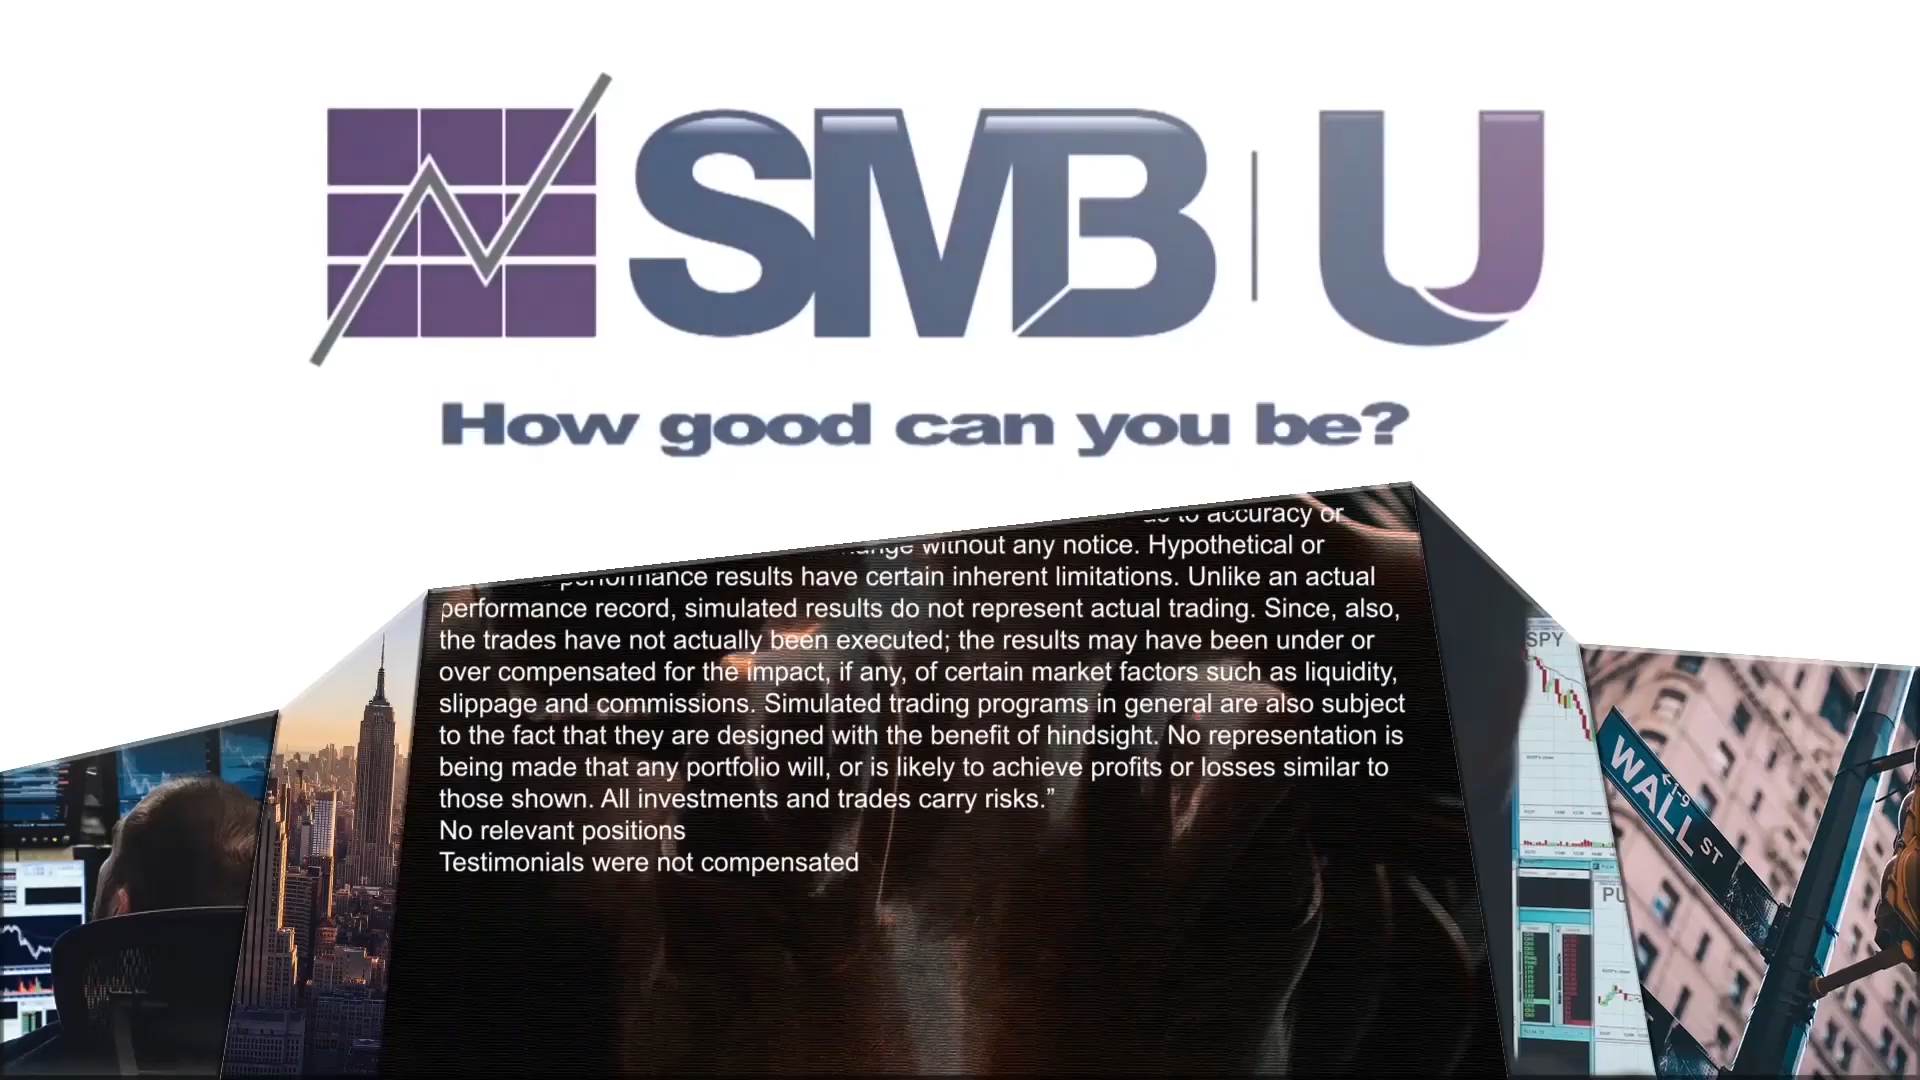 SMB U
How good can you be?
accuracy or
without any notice. Hypothetical or
performance results have certain inherent limitations. Unlike an actual
performance record, simulated results do not represent actual trading. Since, also,
the trades have not actually been executed; the results may have been under or
over compensated for the impact, if any, of certain market factors such as liquidity,
slippage and commissions. Simulated trading programs in general are also subject
to the fact that they are designed with the benefit of hindsight. No representation is
being made that any portfolio will, or is likely to achieve profits or losses similar to
those shown. All investments and trades carry risks.”
No relevant positions
Testimonials were not compensated
SPY
1-9
WALL ST